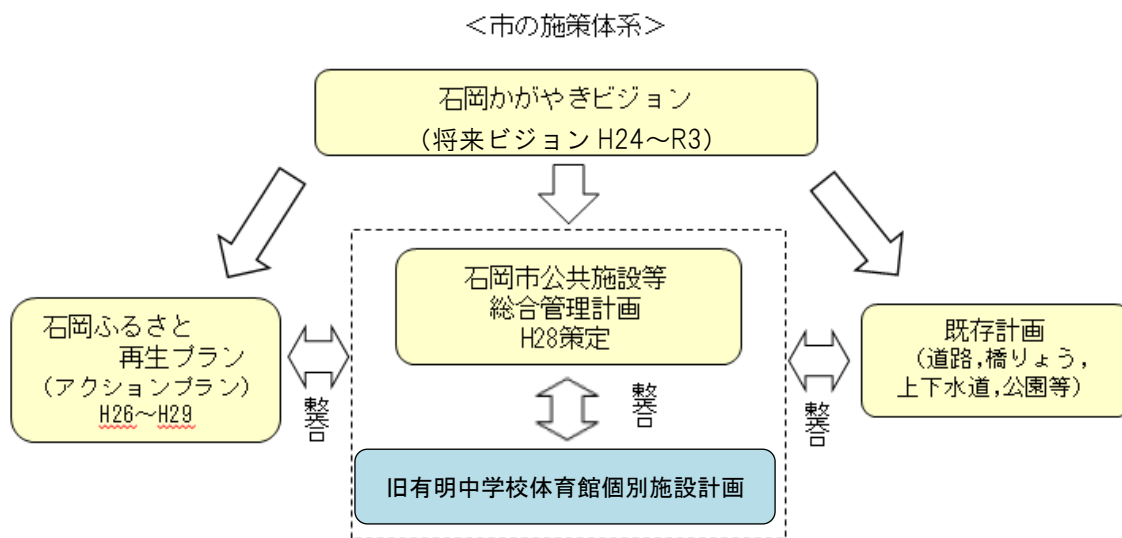 ＜市の施策体系＞
石岡かがやきビジョン
（将来ビジョン H24～R3）
石岡市公共施設等
総合管理計画
H28策定
石岡ふるさと
再生プラン
（アクションプラン）
H26～H29
整合
整合
整合
既存計画
（道路,橋りょう,
上下水道,公園等）
旧有明中学校体育館個別施設計画